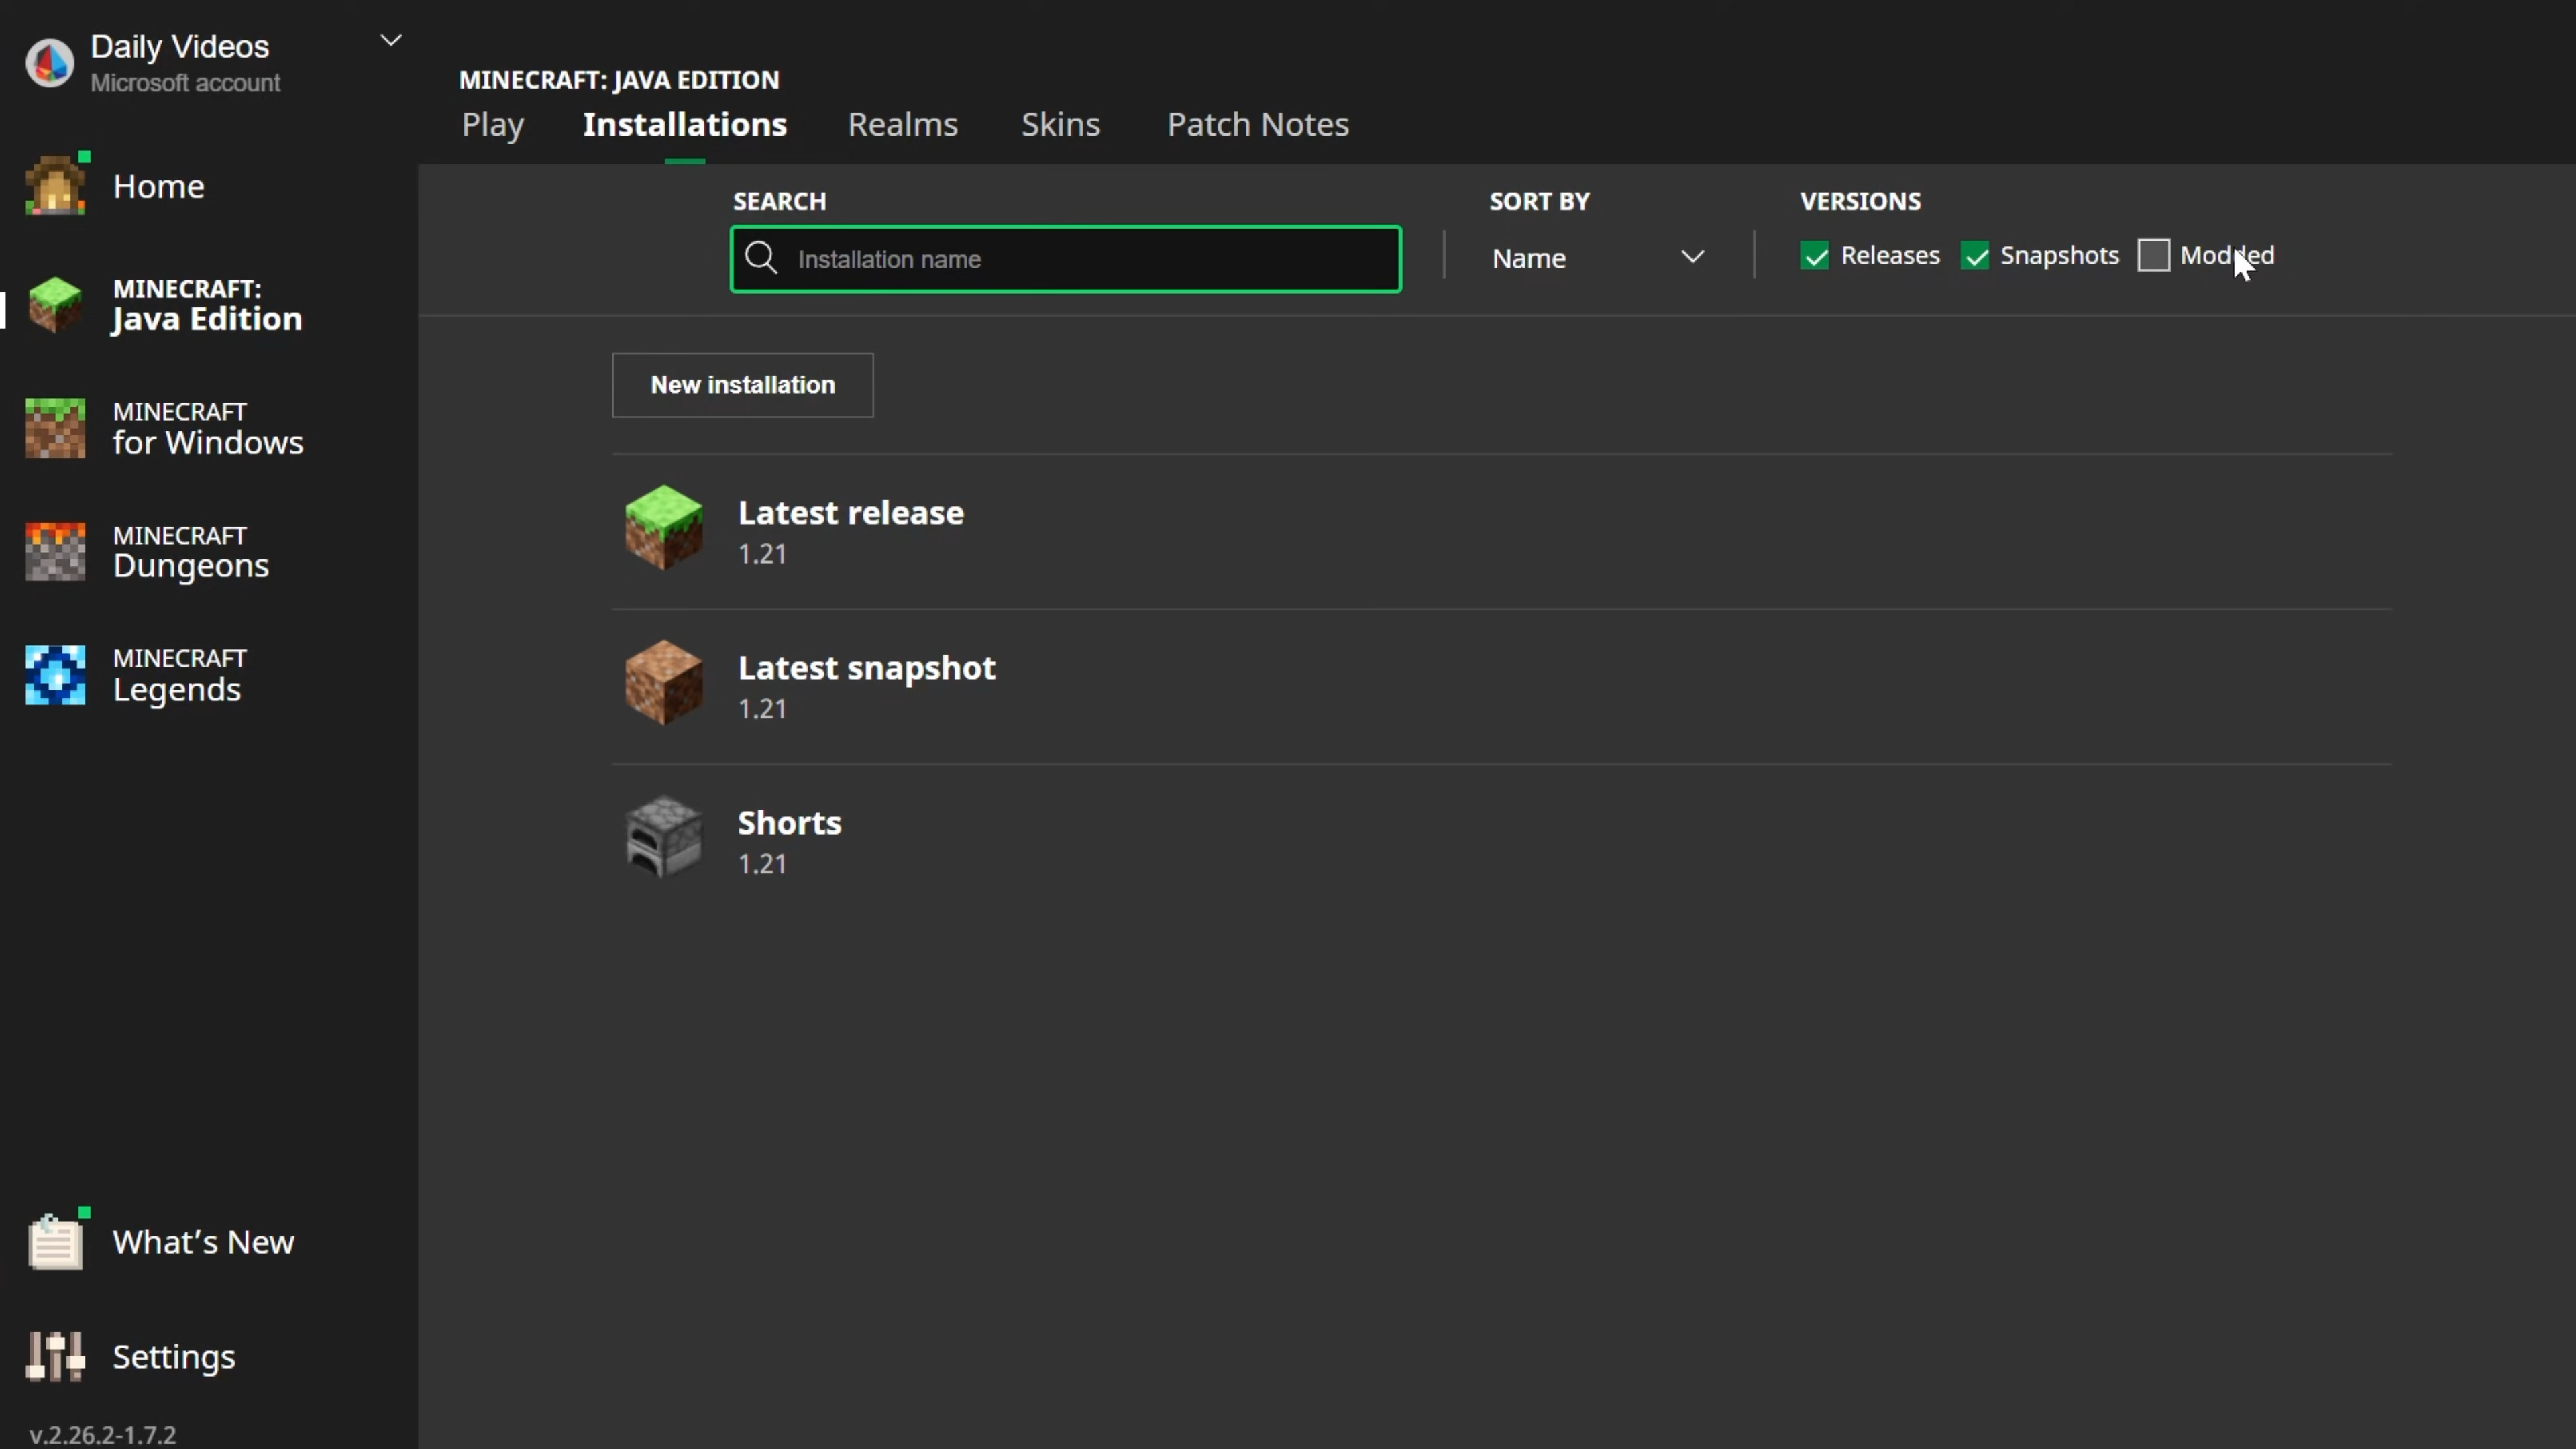 Daily Videos
Microsoft account
Home
MINECRAFT:
Java Edition
MINECRAFT
for Windows
MINECRAFT
Dungeons
MINECRAFT
Legends
What's New
Settings
v.2.26.2-1.7.2
MINECRAFT: JAVA EDITION
Play Installations Realms Skins Patch Notes
SEARCH SORT BY VERSIONS
Installation name Name Releases Snapshots Modded
New installation
Latest release
1.21
Latest snapshot
1.21
Shorts
1.21